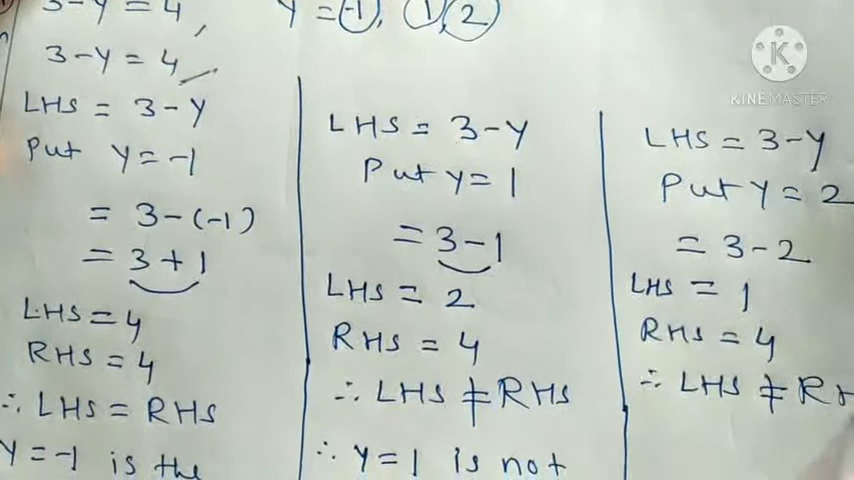 3-y = 4, y = -1, 1, 2
3-y = 4
LHS = 3-y
Put y = -1
= 3-(-1)
= 3+1
LHS = 4
RHS = 4
∴ LHS = RHS
y = -1 is the
LHS = 3-y
Put y = 1
= 3-1
LHS = 2
RHS = 4
∴ LHS ≠ RHS
∴ y = 1 is not
KINEMASTER
LHS = 3-y
Put y = 2
= 3-2
LHS = 1
RHS = 4
∴ LHS ≠ RH